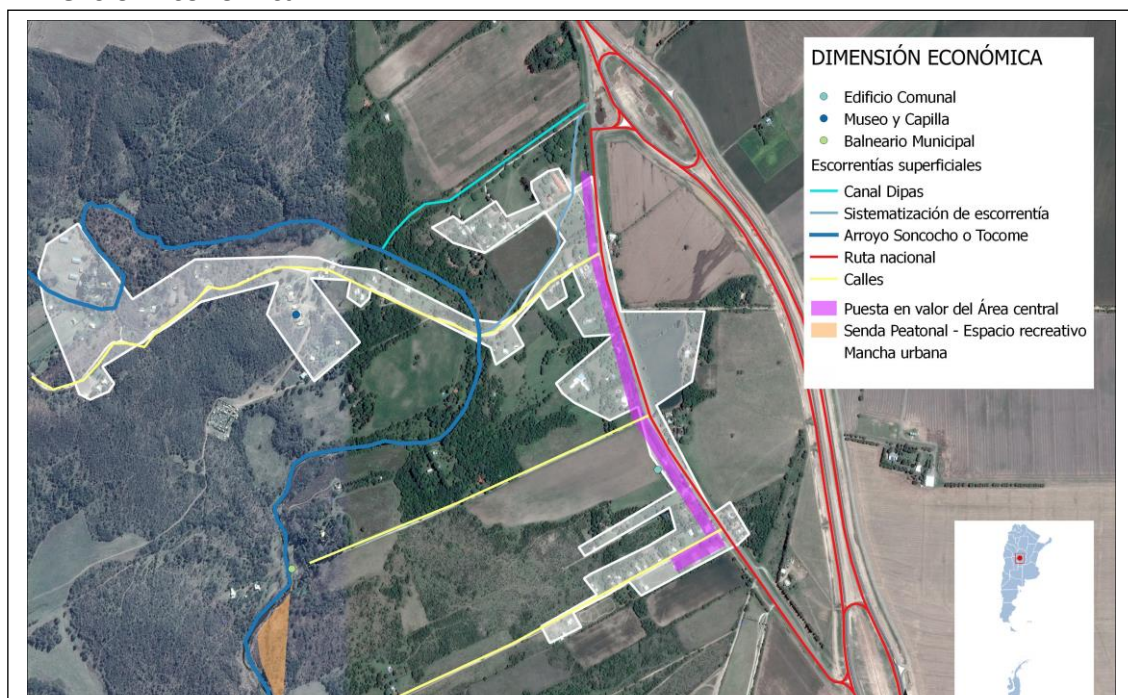 DIMENSIÓN ECONÓMICA
Edificio Comunal
Museo y Capilla
Balneario Municipal
Escorrentías superficiales
Canal Dipas
Sistematización de escorrentía
Arroyo Soncocho o Tocome
Ruta nacional
Calles
Puesta en valor del Área central
Senda Peatonal - Espacio recreativo
Mancha urbana